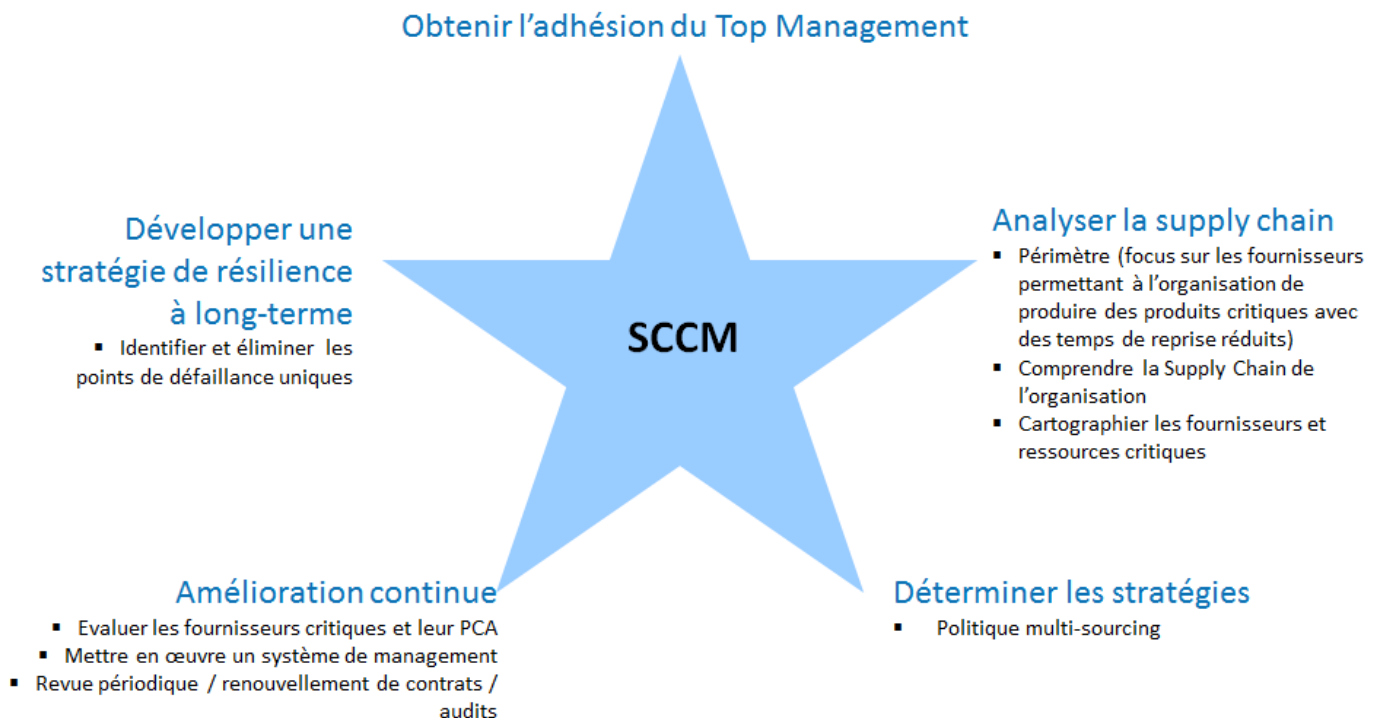 Obtenir l'adhésion du Top Management
Développer une
stratégie de résilience
à long-terme
▪ Identifier et éliminer les
points de défaillance uniques
SCCM
Analyser la supply chain
▪ Périmètre (focus sur les fournisseurs
permettant à l'organisation de
produire des produits critiques avec
des temps de reprise réduits)
▪ Comprendre la Supply Chain de
l'organisation
▪ Cartographier les fournisseurs et
ressources critiques
Amélioration continue
▪ Evaluer les fournisseurs critiques et leur PCA
▪ Mettre en œuvre un système de management
▪ Revue périodique / renouvellement de contrats /
audits
Déterminer les stratégies
▪ Politique multi-sourcing